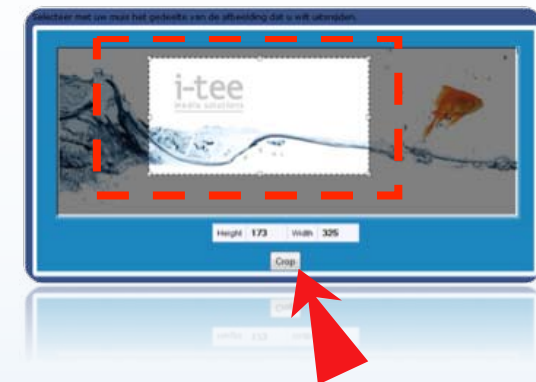 Selecteer met uw muis het gedeelte van de afbeelding dat u wilt uitsnijden.
i-tee
media solutions
Height 173 Width 325
Crop